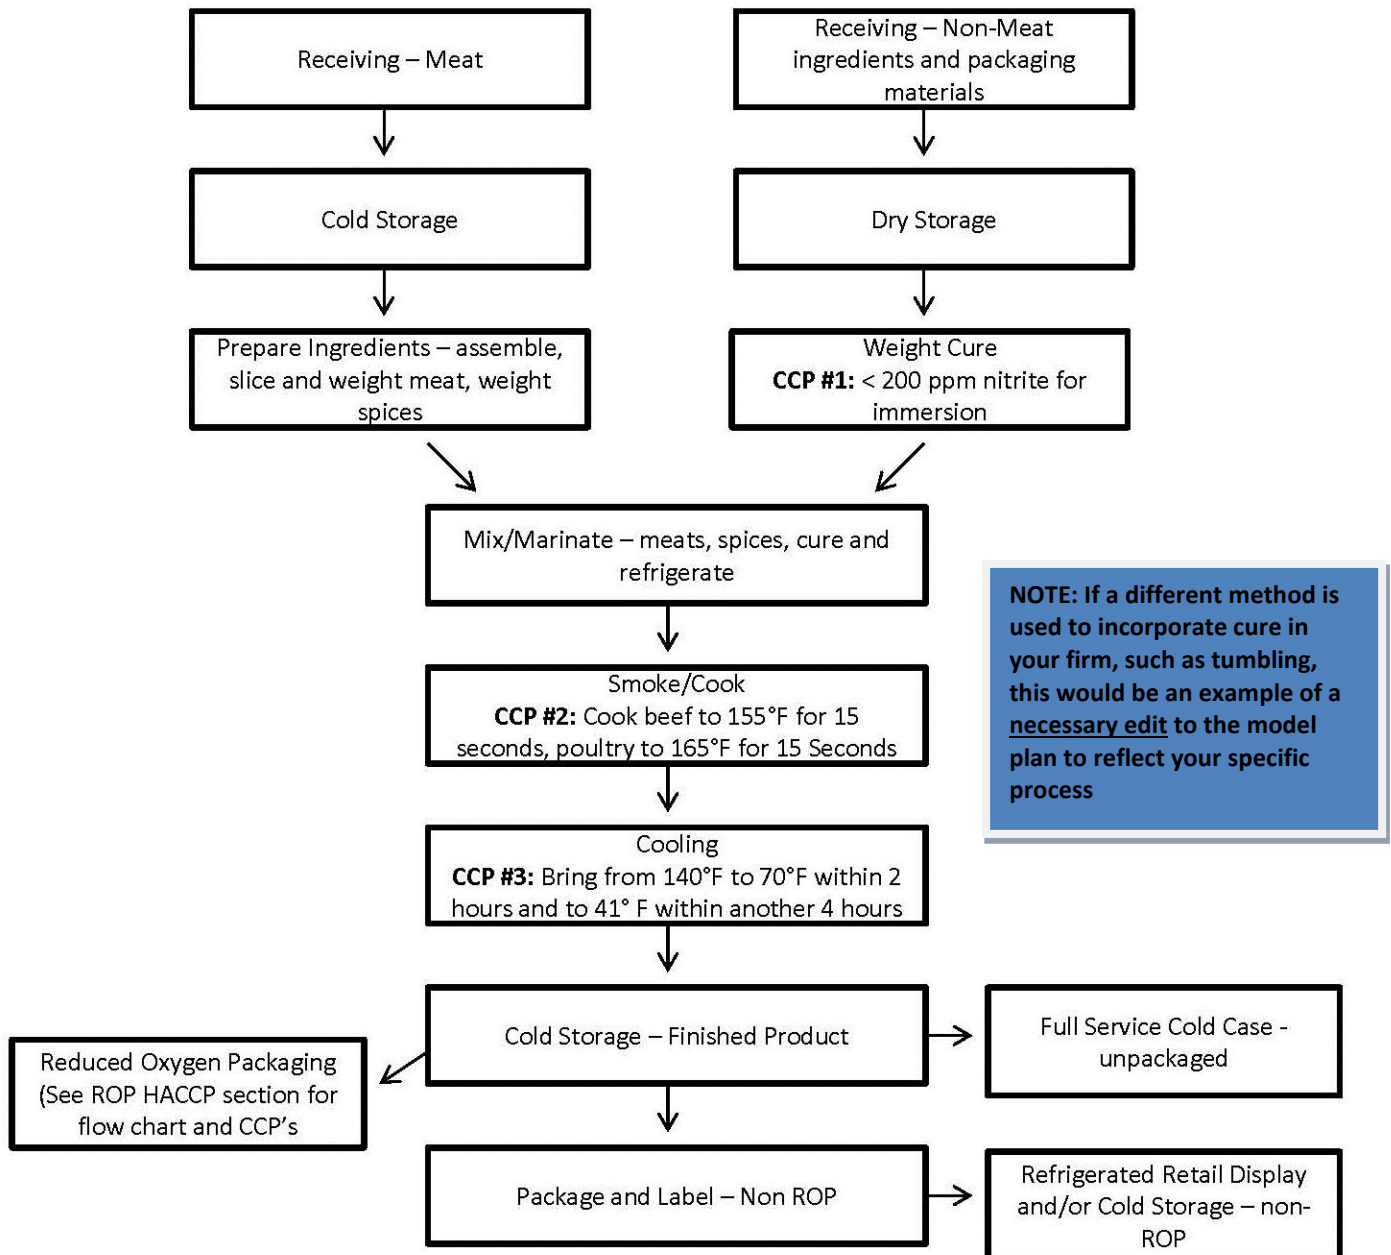 Receiving – Meat
Receiving – Non-Meat
ingredients and packaging
materials
Cold Storage
Dry Storage
Prepare Ingredients – assemble,
slice and weight meat, weight
spices
Weight Cure
CCP #1: < 200 ppm nitrite for
immersion
Mix/Marinate – meats, spices, cure and
refrigerate
NOTE: If a different method is
used to incorporate cure in
your firm, such as tumbling,
this would be an example of a
necessary edit to the model
plan to reflect your specific
process
Smoke/Cook
CCP #2: Cook beef to 155°F for 15
seconds, poultry to 165°F for 15 Seconds
Cooling
CCP #3: Bring from 140°F to 70°F within 2
hours and to 41° F within another 4 hours
Cold Storage – Finished Product
Full Service Cold Case -
unpackaged
Reduced Oxygen Packaging
(See ROP HACCP section for
flow chart and CCP's
Package and Label – Non ROP
Refrigerated Retail Display
and/or Cold Storage – non-
ROP